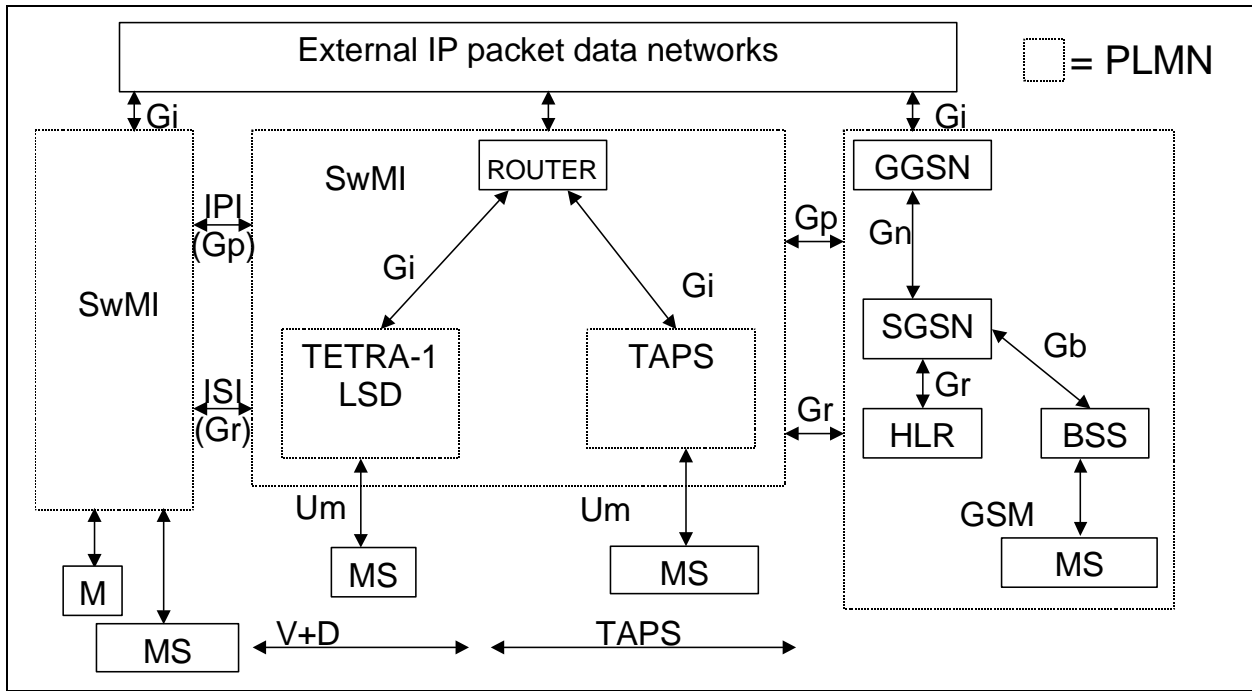 External IP packet data networks
= PLMN
Gi
Gi
SwMI
ROUTER
GGSN
IPI
(Gp)
Gp
Gn
Gi
Gi
SwMI
SGSN
TETRA-1
LSD
TAPS
Gb
Gr
ISI
(Gr)
Gr
HLR
BSS
Um
Um
GSM
M
MS
MS
MS
MS
V+D
TAPS